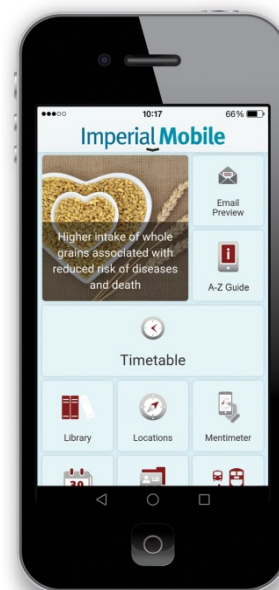 10:17
66%
Imperial Mobile
Higher intake of whole
grains associated with
reduced risk of diseases
and death
Email
Preview
A-Z Guide
Timetable
Library
Locations
Mentimeter
30